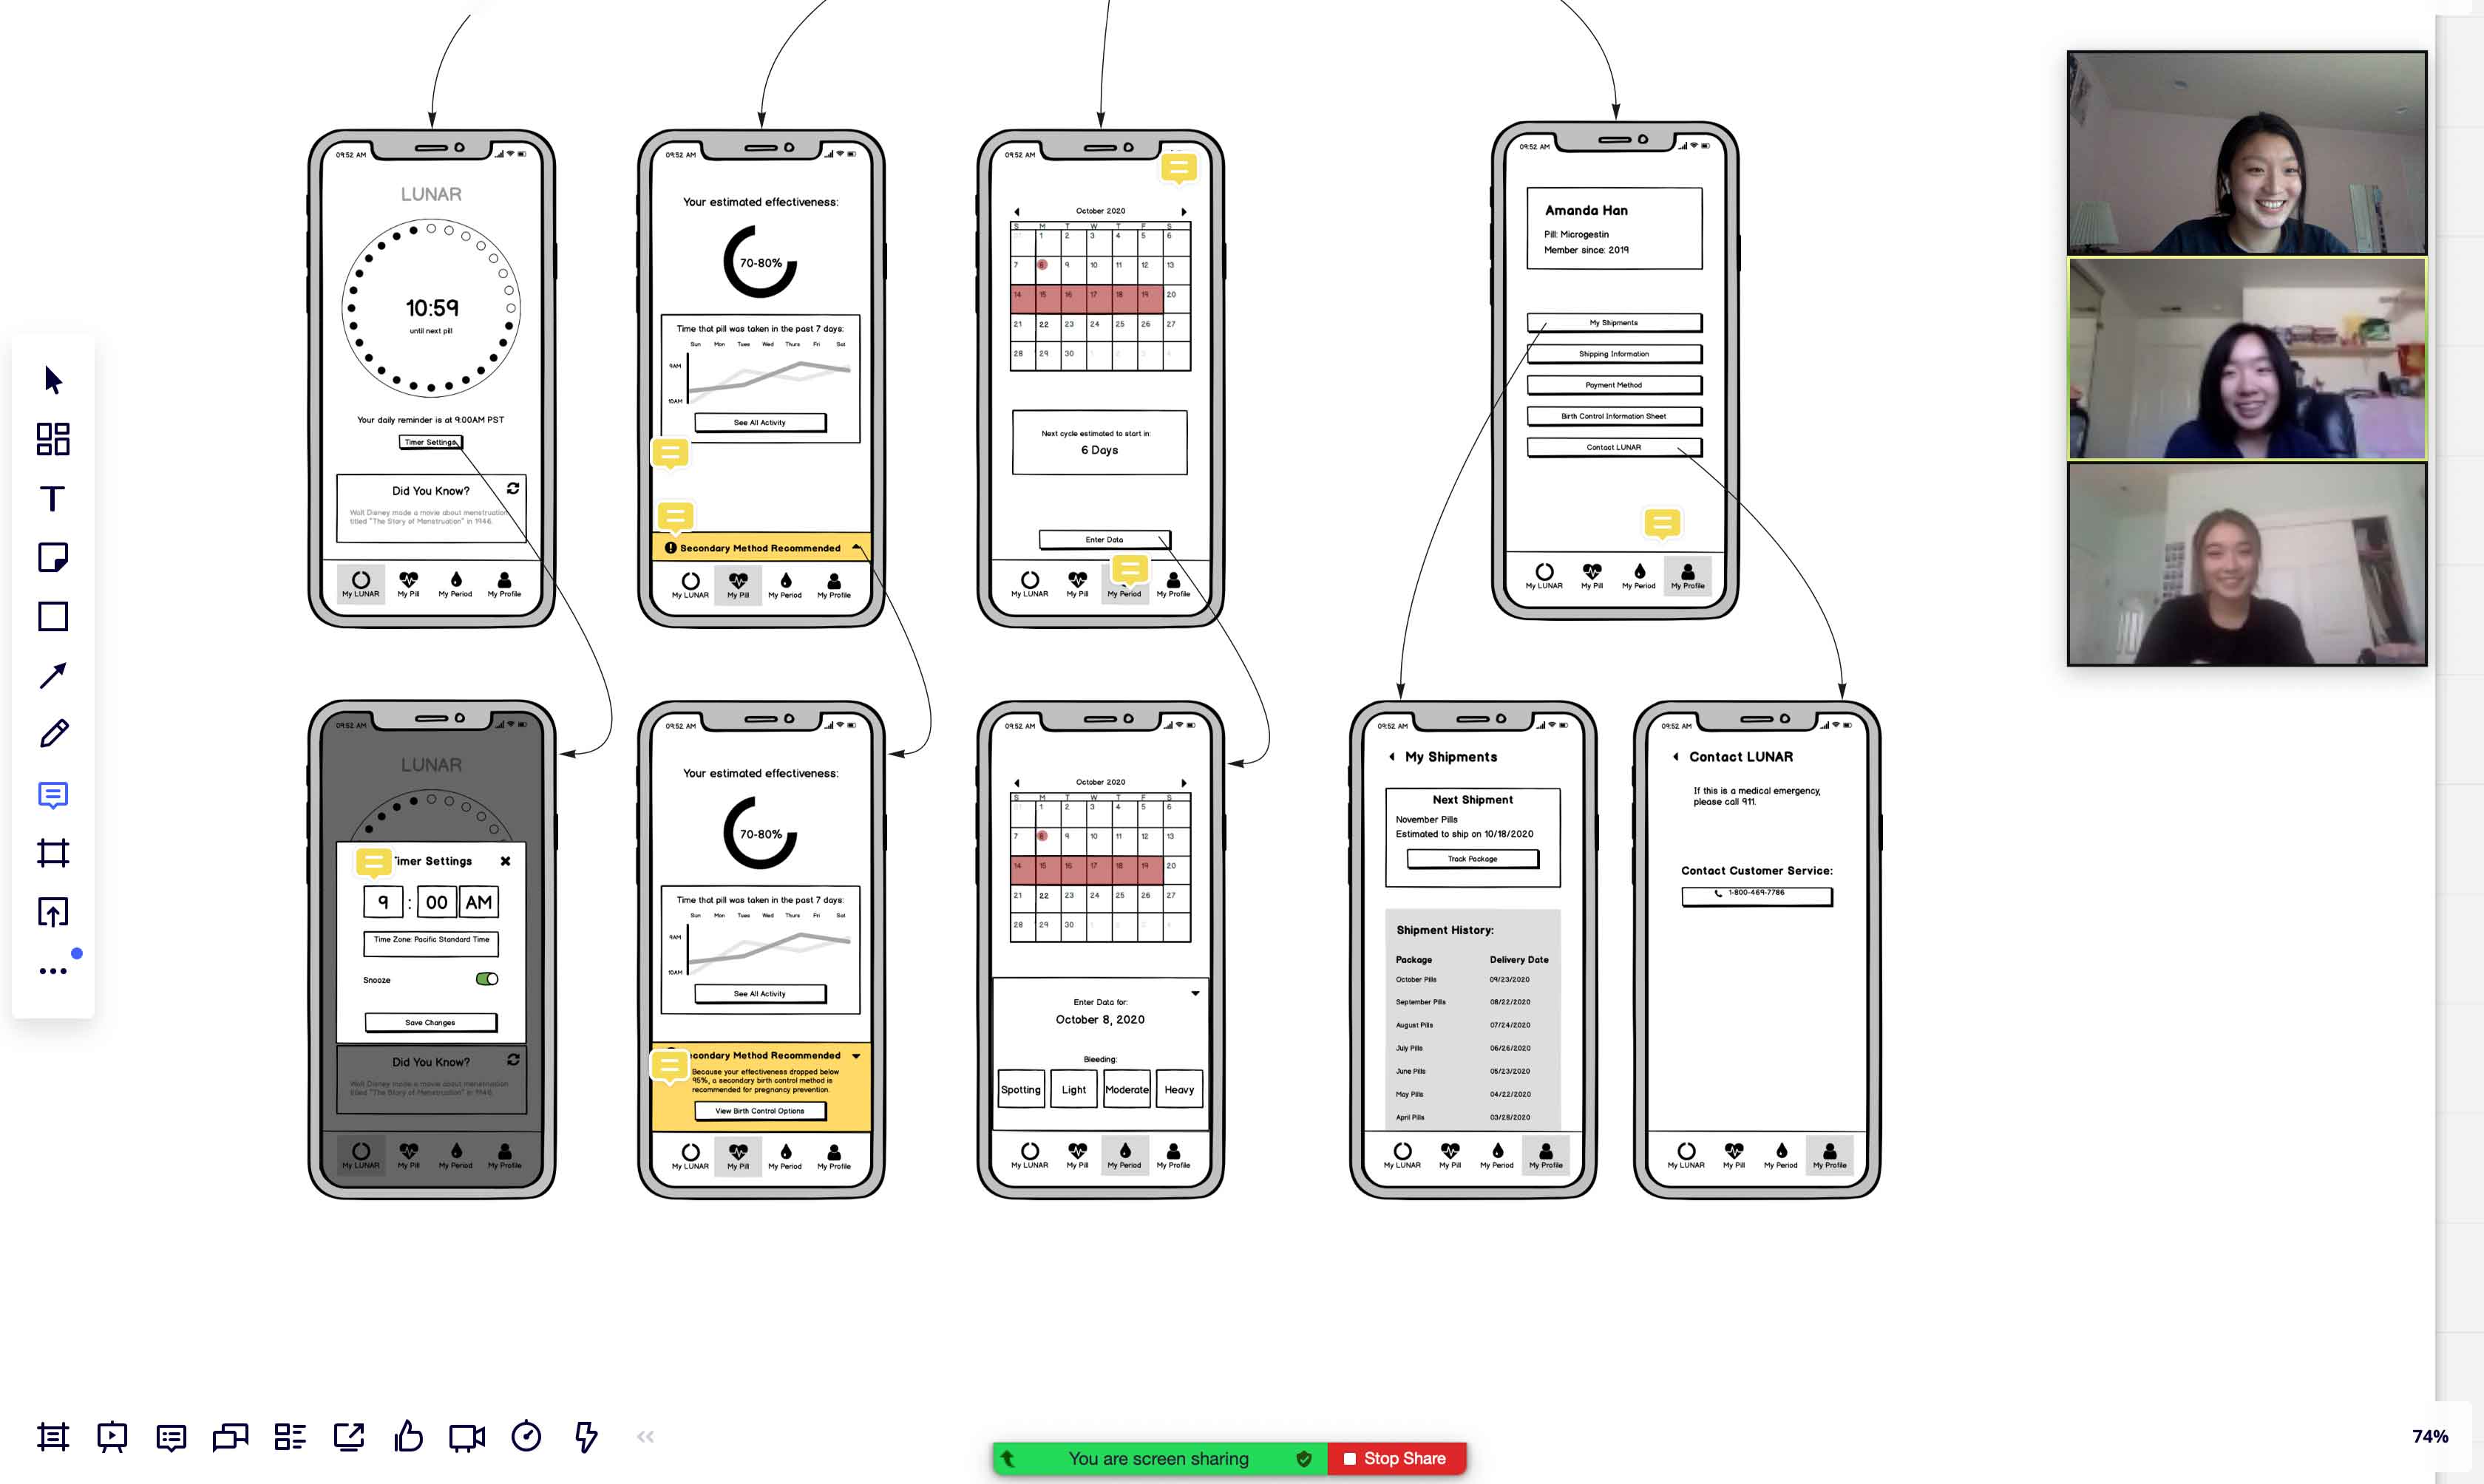 09:52 AM
LUNAR
10:59
until next pill
Your daily reminder is at 9:00AM PST
Timer Settings
Did You Know?
Walt Disney made a movie about menstruation
titled "The Story of Menstruation" in 1946.
My LUNAR My Pill My Period My Profile
09:52 AM
Your estimated effectiveness:
70-80%
Time that pill was taken in the past 7 days:
Sun Mon Tues Wed Thurs Fri Sat
9AM
10AM
See All Activity
Secondary Method Recommended
My LUNAR My Pill My Period My Profile
09:52 AM
October 2020
S M T W T F S
1 2 3 4 5 6
7 8 9 10 11 12 13
14 15 16 17 18 19 20
21 22 23 24 25 26 27
28 29 30 1 2 3 4
Next cycle estimated to start in:
6 Days
Enter Data
My LUNAR My Pill My Period My Profile
09:52 AM
Amanda Han
Pill: Microgestin
Member since: 2019
My Shipments
Shipping Information
Payment Method
Birth Control Information Sheet
Contact LUNAR
My LUNAR My Pill My Period My Profile
09:52 AM
LUNAR
Timer Settings
9 : 00 AM
Time Zone: Pacific Standard Time
Snooze
Save Changes
Did You Know?
Walt Disney made a movie about menstruation
titled "The Story of Menstruation" in 1946.
My LUNAR My Pill My Period My Profile
09:52 AM
Your estimated effectiveness:
70-80%
Time that pill was taken in the past 7 days:
Sun Mon Tues Wed Thurs Fri Sat
9AM
10AM
See All Activity
condary Method Recommended
Because your effectiveness dropped below
95%, a secondary birth control method is
recommended for pregnancy prevention.
View Birth Control Options
My LUNAR My Pill My Period My Profile
09:52 AM
October 2020
S M T W T F S
1 2 3 4 5 6
7 8 9 10 11 12 13
14 15 16 17 18 19 20
21 22 23 24 25 26 27
28 29 30 1 2 3 4
Enter Data for:
October 8, 2020
Bleeding:
Spotting Light Moderate Heavy
My LUNAR My Pill My Period My Profile
09:52 AM
My Shipments
Next Shipment
November Pills
Estimated to ship on 10/18/2020
Track Package
Shipment History:
Package Delivery Date
October Pills 09/23/2020
September Pills 08/22/2020
August Pills 07/24/2020
July Pills 06/26/2020
June Pills 05/23/2020
May Pills 04/22/2020
April Pills 03/28/2020
My LUNAR My Pill My Period My Profile
09:52 AM
Contact LUNAR
If this is a medical emergency,
please call 911.
Contact Customer Service:
1-800-469-7786
My LUNAR My Pill My Period My Profile
T
You are screen sharing
Stop Share
74%